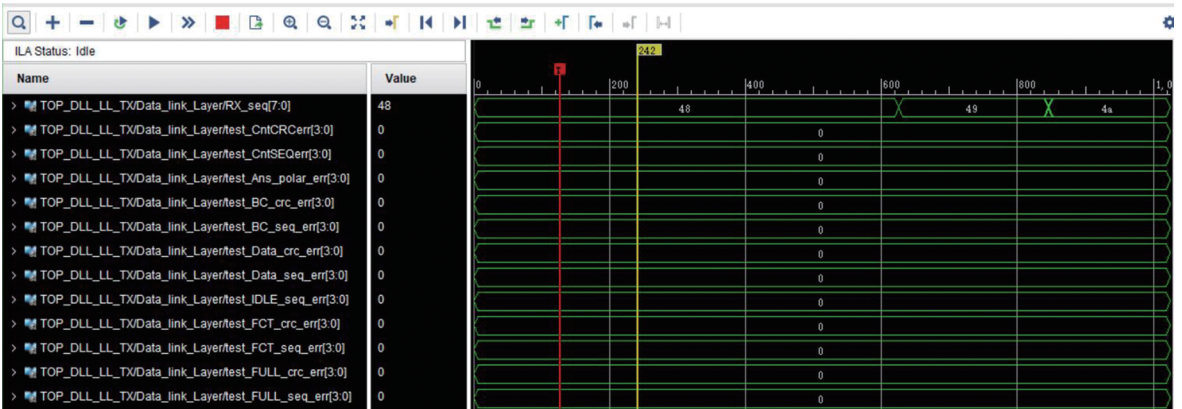 ILA Status: Idle
242
Name Value
T
0 200 400 600 800 1,0
TOP_DLL_LL_TX/Data_link_Layer/RX_seq[7:0] 48 48 49 4a
TOP_DLL_LL_TX/Data_link_Layer/test_CntCRCerr[3:0] 0 0
TOP_DLL_LL_TX/Data_link_Layer/test_CntSEQerr[3:0] 0 0
TOP_DLL_LL_TX/Data_link_Layer/test_Ans_polar_err[3:0] 0 0
TOP_DLL_LL_TX/Data_link_Layer/test_BC_crc_err[3:0] 0 0
TOP_DLL_LL_TX/Data_link_Layer/test_BC_seq_err[3:0] 0 0
TOP_DLL_LL_TX/Data_link_Layer/test_Data_crc_err[3:0] 0 0
TOP_DLL_LL_TX/Data_link_Layer/test_Data_seq_err[3:0] 0 0
TOP_DLL_LL_TX/Data_link_Layer/test_IDLE_seq_err[3:0] 0 0
TOP_DLL_LL_TX/Data_link_Layer/test_FCT_crc_err[3:0] 0 0
TOP_DLL_LL_TX/Data_link_Layer/test_FCT_seq_err[3:0] 0 0
TOP_DLL_LL_TX/Data_link_Layer/test_FULL_crc_err[3:0] 0 0
TOP_DLL_LL_TX/Data_link_Layer/test_FULL_seq_err[3:0] 0 0